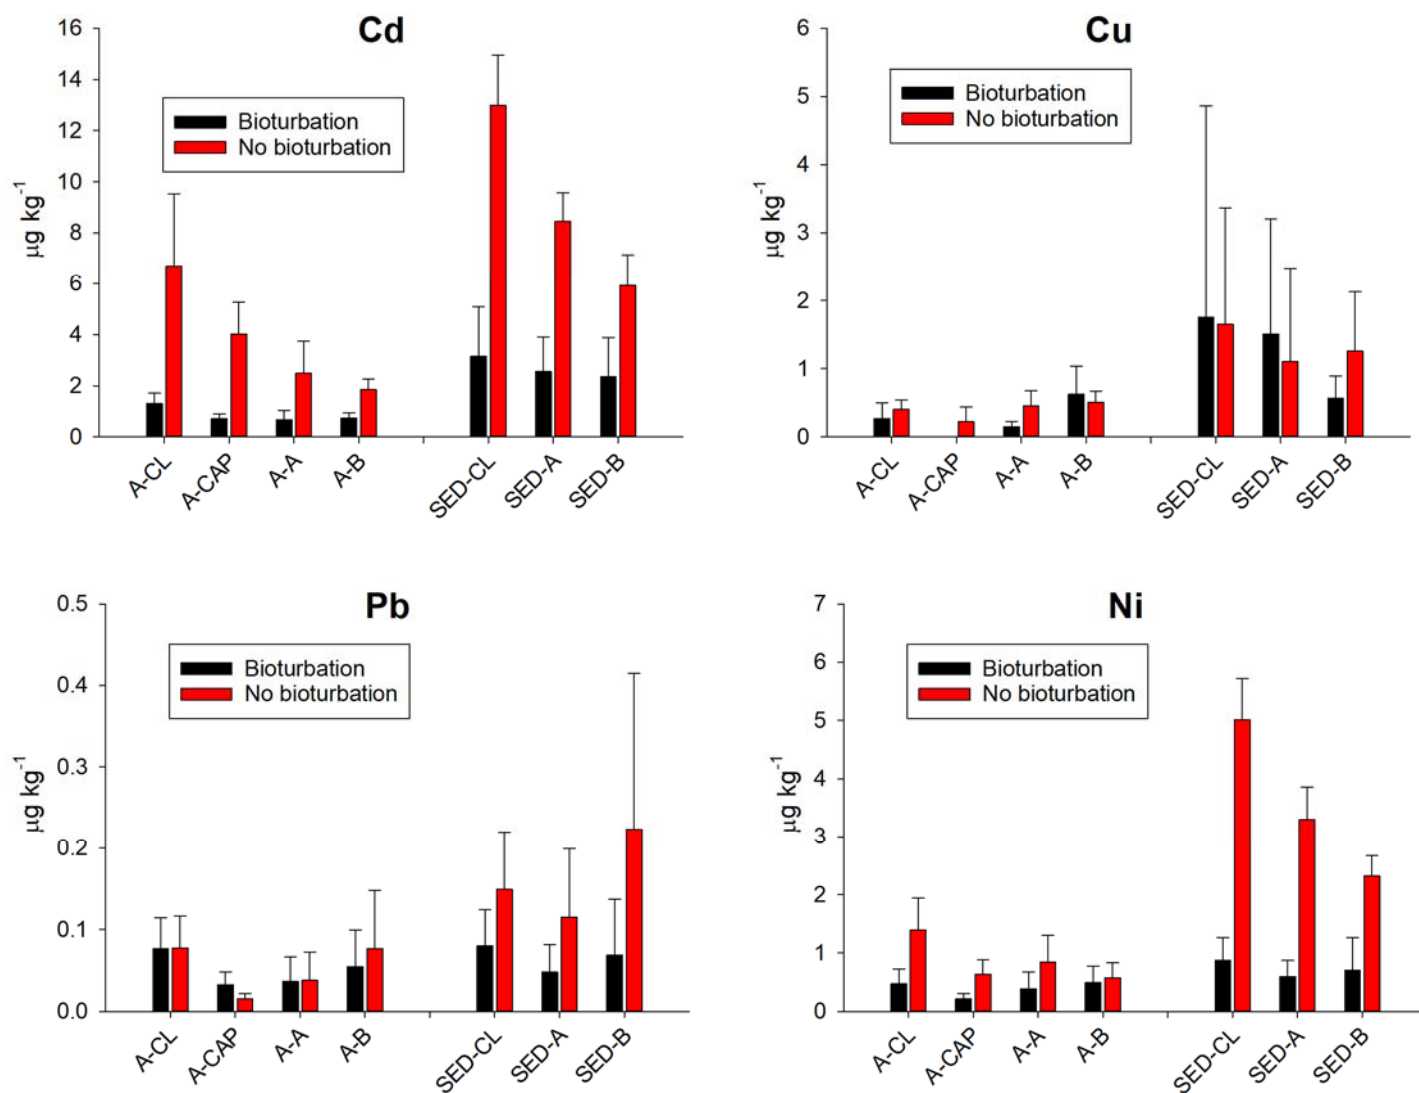 Cd
16
14
12
10
8
6
4
2
0
µg kg-1
Bioturbation
No bioturbation
A-CL
A-CAP
A-A
A-B
SED-CL
SED-A
SED-B
Cu
6
5
4
3
2
1
0
µg kg-1
Bioturbation
No bioturbation
A-CL
A-CAP
A-A
A-B
SED-CL
SED-A
SED-B
Pb
0.5
0.4
0.3
0.2
0.1
0.0
µg kg-1
Bioturbation
No bioturbation
A-CL
A-CAP
A-A
A-B
SED-CL
SED-A
SED-B
Ni
7
6
5
4
3
2
1
0
µg kg-1
Bioturbation
No bioturbation
A-CL
A-CAP
A-A
A-B
SED-CL
SED-A
SED-B